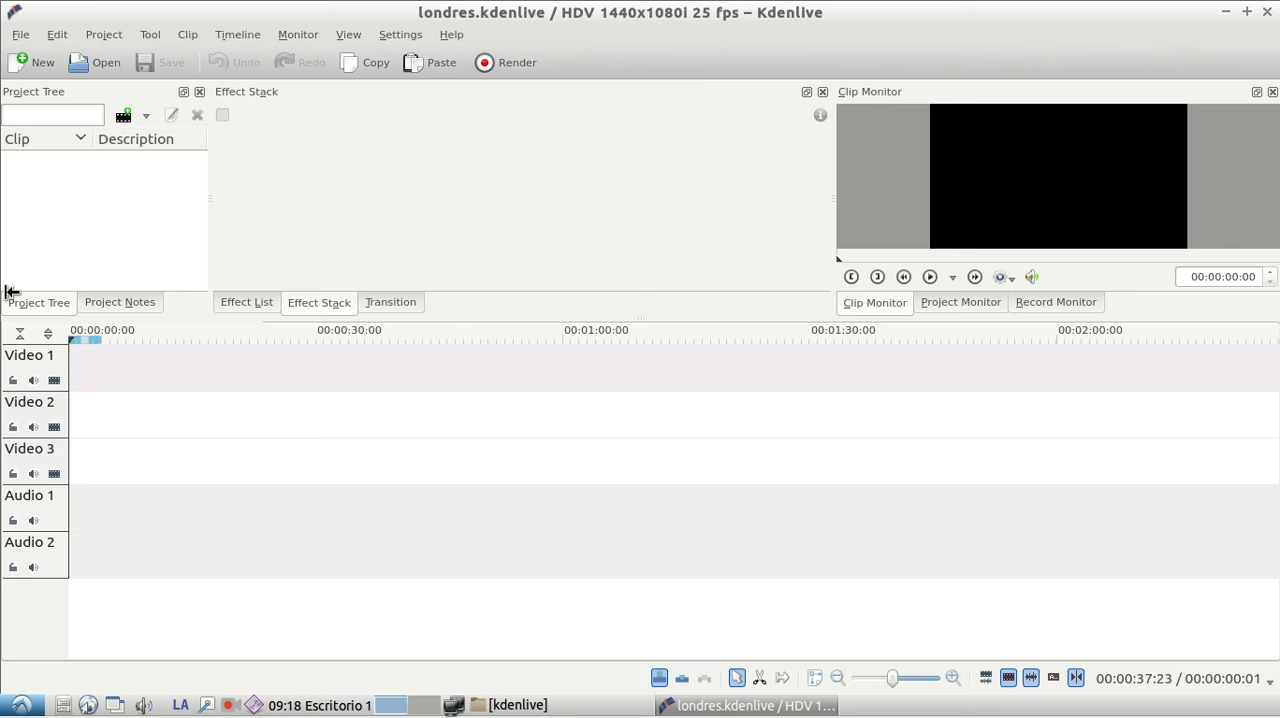 londres.kdenlive / HDV 1440x1080i 25 fps – Kdenlive
File Edit Project Tool Clip Timeline Monitor View Settings Help
New Open Save Undo Redo Copy Paste Render
Project Tree Effect Stack Clip Monitor
Clip Description
00:00:00:00
Project Tree Project Notes Effect List Effect Stack Transition Clip Monitor Project Monitor Record Monitor
00:00:00:00 00:00:30:00 00:01:00:00 00:01:30:00 00:02:00:00
Video 1
Video 2
Video 3
Audio 1
Audio 2
00:00:37:23 / 00:00:00:01
LA 09:18 Escritorio 1 [kdenlive] londres.kdenlive / HDV 1...